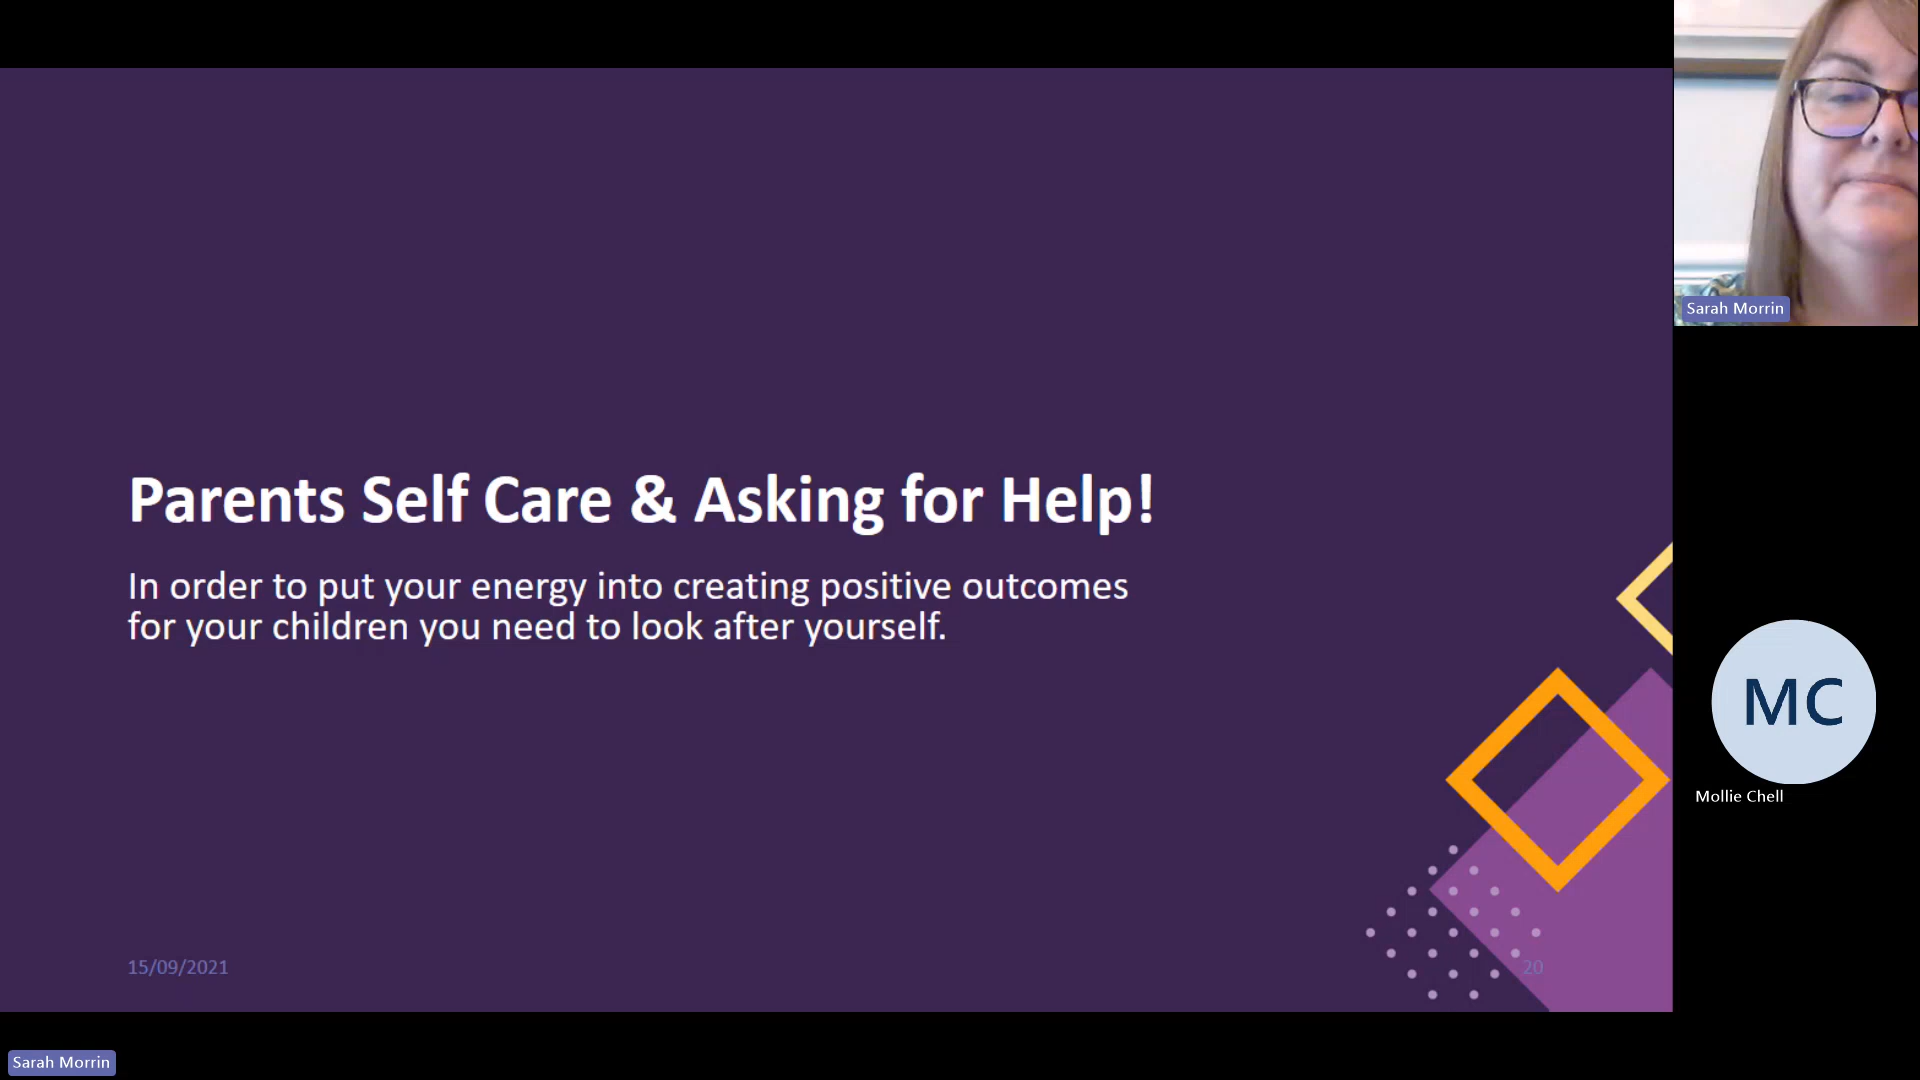 Parents Self Care & Asking for Help!
In order to put your energy into creating positive outcomes
for your children you need to look after yourself.
15/09/2021
20
Sarah Morrin
MC
Mollie Chell
Sarah Morrin